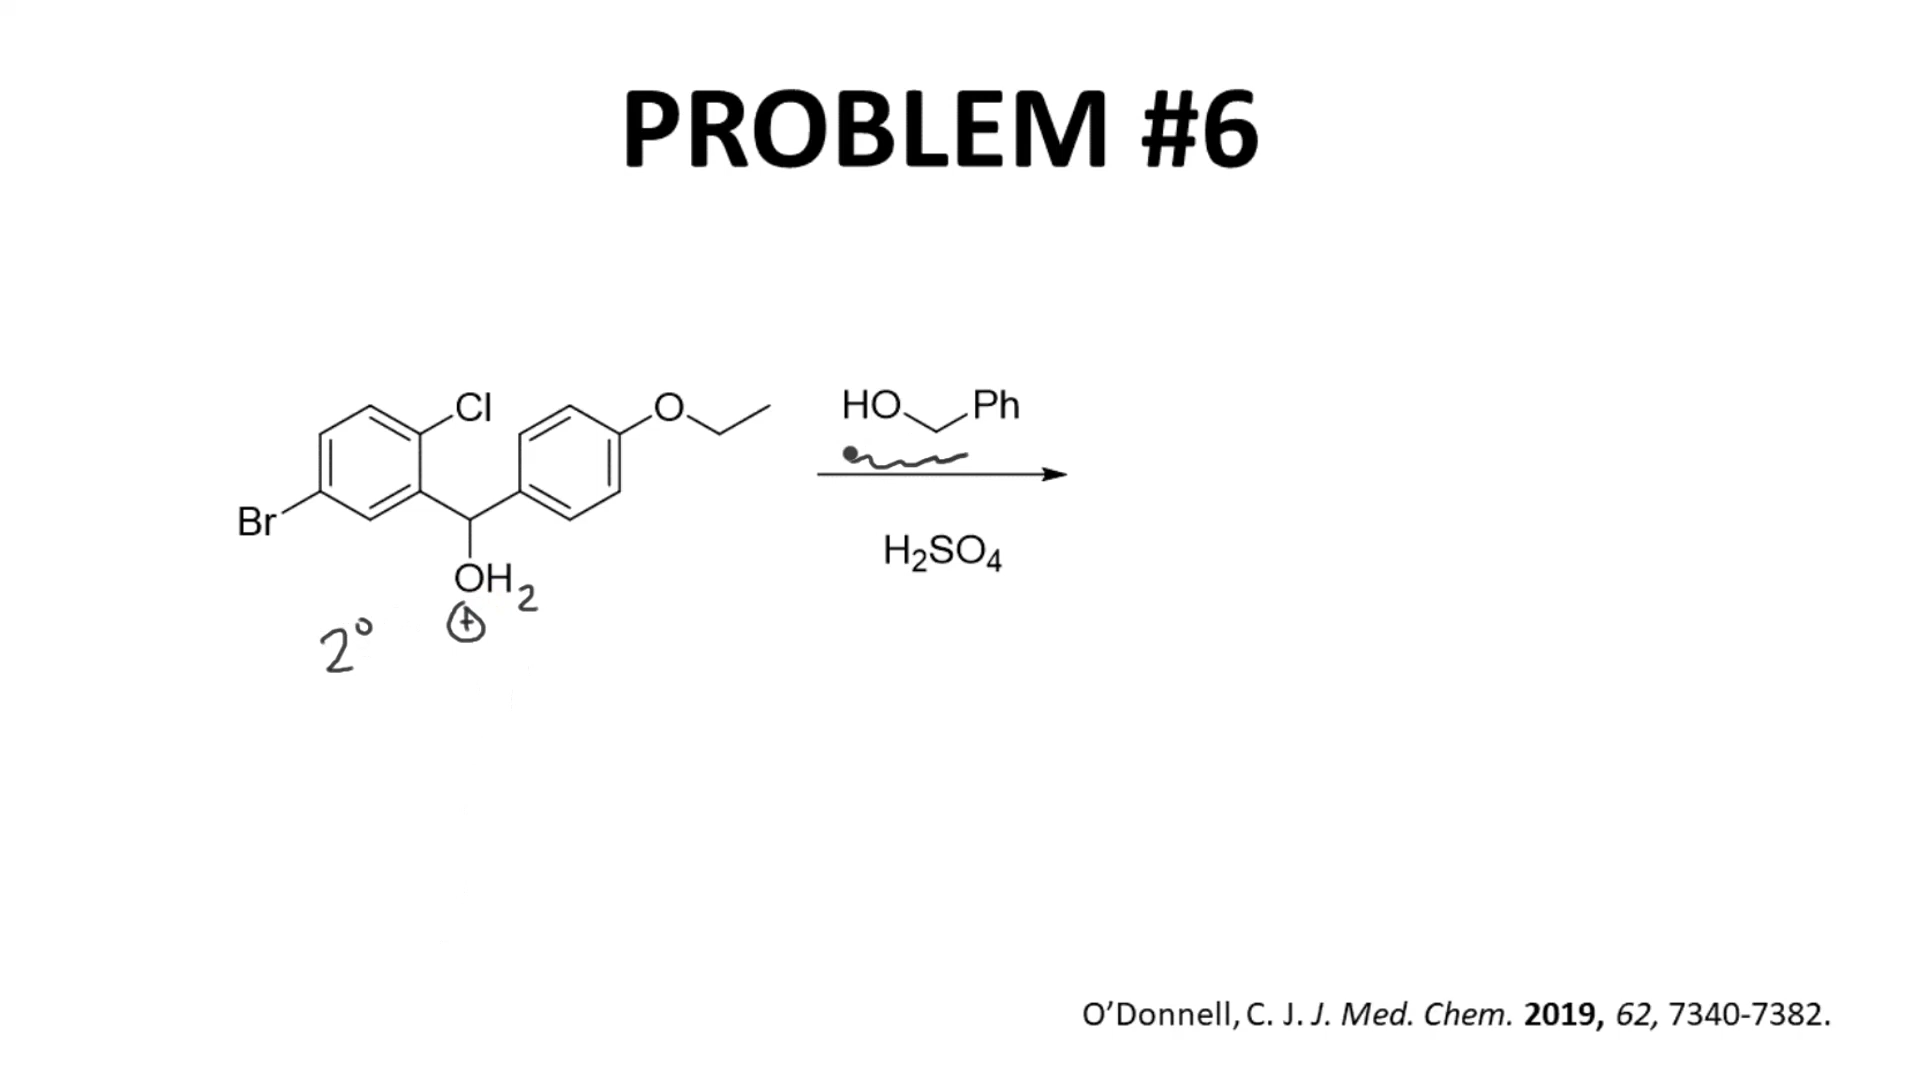 PROBLEM #6
Cl
O
HO
Ph
Br
OH2
⊕
2°
H2SO4
O’Donnell, C. J. J. Med. Chem. 2019, 62, 7340-7382.